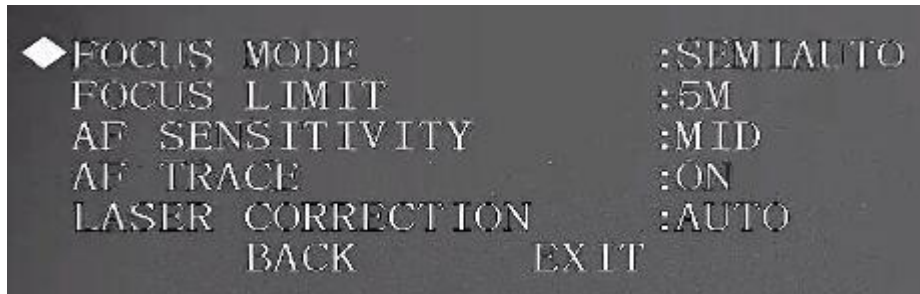 FOCUS MODE :SEMIAUTO
FOCUS LIMIT :5M
AF SENSITIVITY :MID
AF TRACE :ON
LASER CORRECTION :AUTO
BACK EXIT